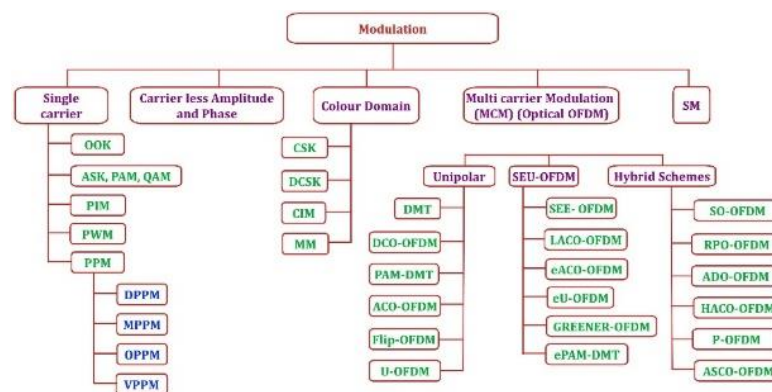 Modulation
Single
carrier
Carrier less Amplitude
and Phase
Colour Domain
Multi carrier Modulation
(MCM) (Optical OFDM)
SM
OOK
ASK, PAM, QAM
PIM
PWM
PPM
DPPM
MPPM
OPPM
VPPM
CSK
DCSK
CIM
MM
Unipolar
SEU-OFDM
Hybrid Schemes
DMT
DCO-OFDM
PAM-DMT
ACO-OFDM
Flip-OFDM
U-OFDM
SEE- OFDM
LACO-OFDM
eACO-OFDM
eU-OFDM
GREENER-OFDM
ePAM-DMT
SO-OFDM
RPO-OFDM
ADO-OFDM
HACO-OFDM
P-OFDM
ASCO-OFDM